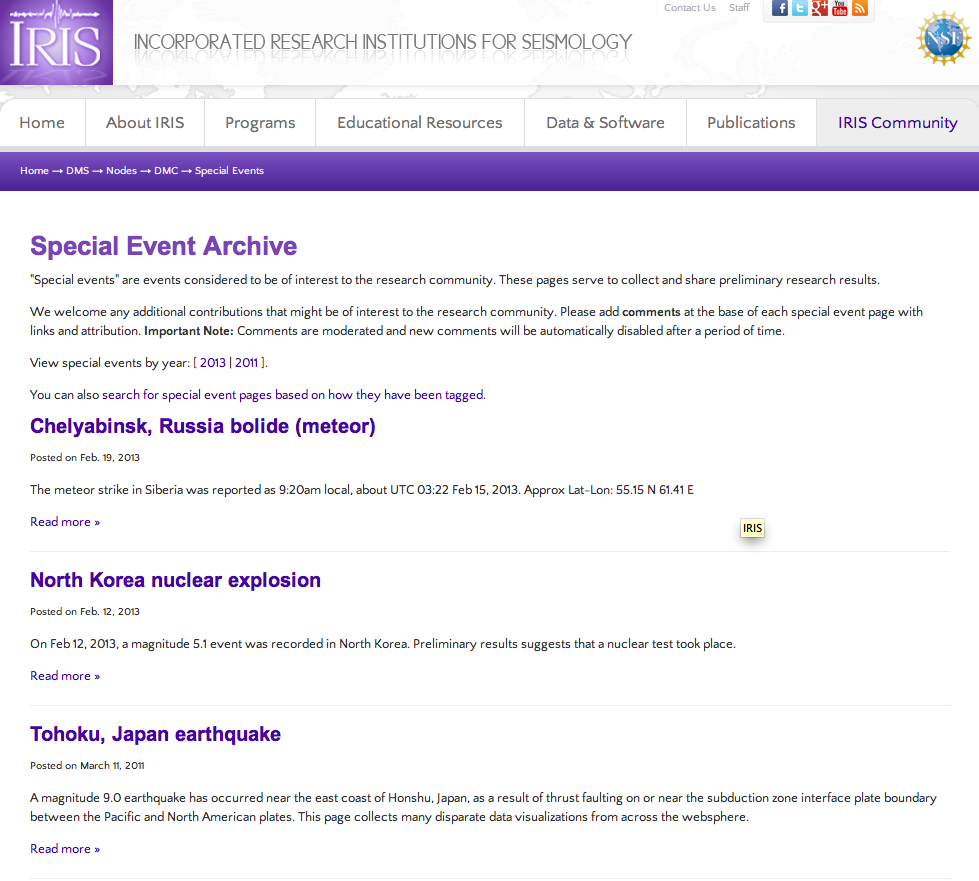 Contact Us Staff
f t g+ You Tube
IRIS
INCORPORATED RESEARCH INSTITUTIONS FOR SEISMOLOGY
NSF
Home About IRIS Programs Educational Resources Data & Software Publications IRIS Community
Home → DMS → Nodes → DMC → Special Events
Special Event Archive
"Special events" are events considered to be of interest to the research community. These pages serve to collect and share preliminary research results.
We welcome any additional contributions that might be of interest to the research community. Please add comments at the base of each special event page with
links and attribution. Important Note: Comments are moderated and new comments will be automatically disabled after a period of time.
View special events by year: [ 2013 | 2011 ].
You can also search for special event pages based on how they have been tagged.
Chelyabinsk, Russia bolide (meteor)
Posted on Feb. 19, 2013
The meteor strike in Siberia was reported as 9:20am local, about UTC 03:22 Feb 15, 2013. Approx Lat-Lon: 55.15 N 61.41 E
Read more »
IRIS
North Korea nuclear explosion
Posted on Feb. 12, 2013
On Feb 12, 2013, a magnitude 5.1 event was recorded in North Korea. Preliminary results suggests that a nuclear test took place.
Read more »
Tohoku, Japan earthquake
Posted on March 11, 2011
A magnitude 9.0 earthquake has occurred near the east coast of Honshu, Japan, as a result of thrust faulting on or near the subduction zone interface plate boundary
between the Pacific and North American plates. This page collects many disparate data visualizations from across the websphere.
Read more »